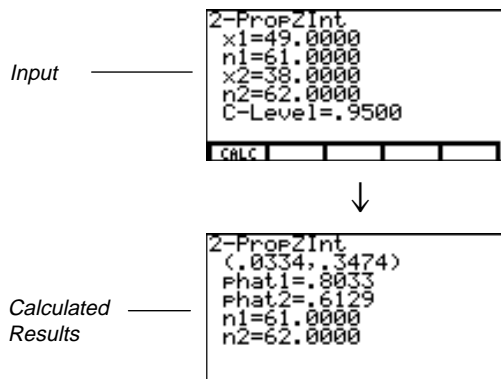 2-PropZInt
x1=49.0000
n1=61.0000
Input
x2=38.0000
n2=62.0000
C-Level=.9500
CALC
↓
2-PropZInt
(.0334,.3474)
phat1=.8033
phat2=.6129
Calculated
Results
n1=61.0000
n2=62.0000